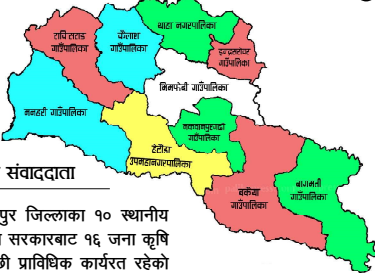 थाहा नगरपालिका
राप्ति राङ
गाउँपालिका
कैलाश
गाउँपालिका
इन्द्रसरोवर
गाउँपालिका
भिमफेदी गाउँपालिका
मनहरी गाउँपालिका
मकवानपुरगढी
गाउँपालिका
हेटौंडा
उपमहानगरपालिका
बकैया
गाउँपालिका
बागमती
गाउँपालिका
संवाददाता
पुर जिल्लाका १० स्थानीय
सरकारबाट १६ जना कृषि
छी प्राविधिक कार्यरत रहेको